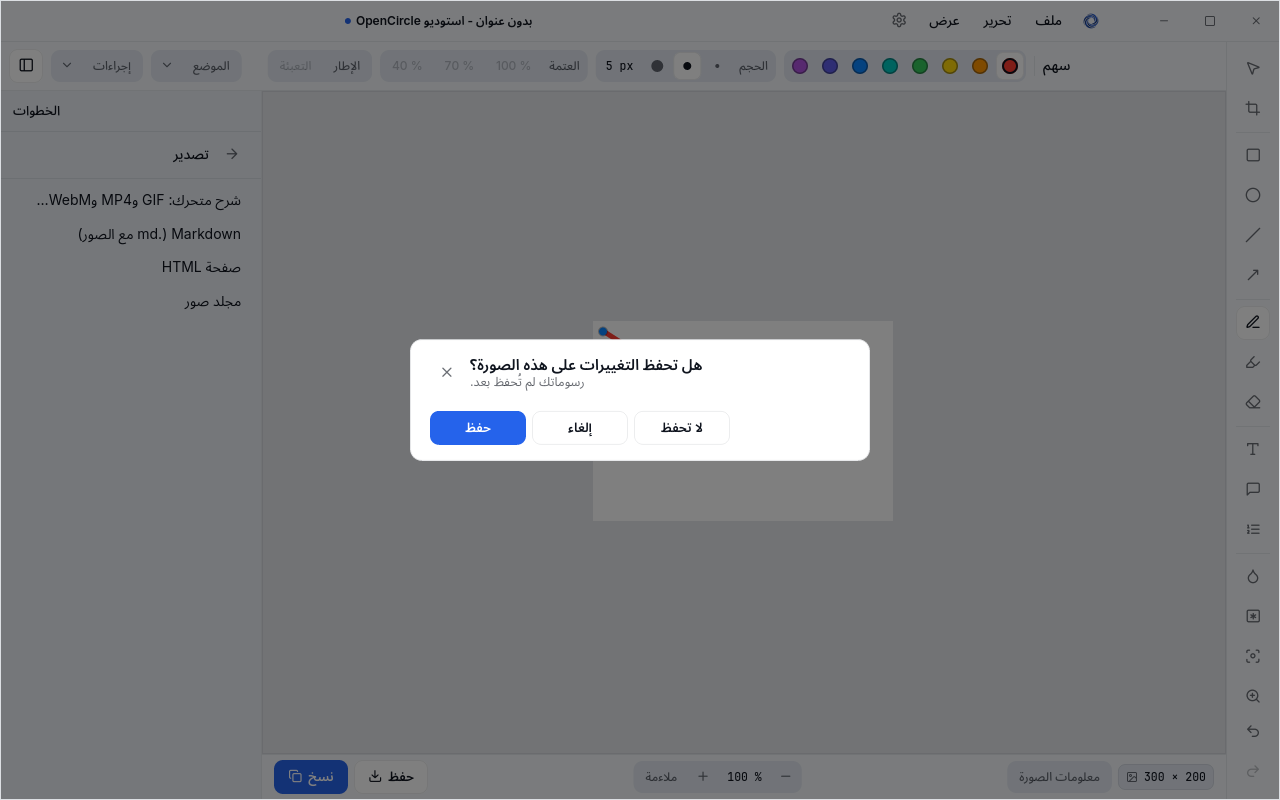 ملف تحرير عرض
بدون عنوان - استوديو OpenCircle
سهم
الحجم 5 px
العتمة 100 % 70 % 40 %
الإطار التعبئة
الموضع
إجراءات
الخطوات
تصدير
شرح متحرك: GIF وMP4 وWebM...
Markdown (.md مع الصور)
صفحة HTML
مجلد صور
هل تحفظ التغييرات على هذه الصورة؟
رسوماتك لم تُحفظ بعد.
لا تحفظ إلغاء حفظ
300 × 200
معلومات الصورة
100 %
ملاءمة
حفظ
نسخ